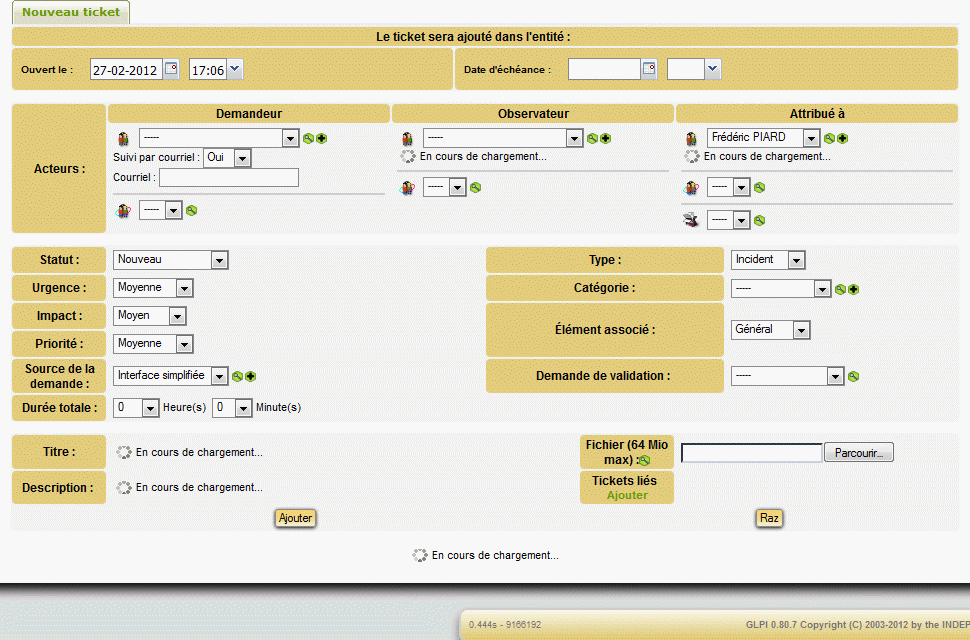 Nouveau ticket
Le ticket sera ajouté dans l'entité :
Ouvert le : 27-02-2012 17:06 Date d'échéance :
Demandeur Observateur Attribué à
Acteurs :
----- ----- Frédéric PIARD
Suivi par courriel : Oui En cours de chargement... En cours de chargement...
Courriel :
----- ----- -----
-----
Statut : Nouveau Type : Incident
Urgence : Moyenne Catégorie : -----
Impact : Moyen Élément associé : Général
Priorité : Moyenne
Source de la demande : Interface simplifiée Demande de validation : -----
Durée totale : 0 Heure(s) 0 Minute(s)
Titre : En cours de chargement... Fichier (64 Mio max) : Parcourir...
Description : En cours de chargement... Tickets liés
Ajouter
Ajouter Raz
En cours de chargement...
0.444s - 9166192 GLPI 0.80.7 Copyright (C) 2003-2012 by the INDEP